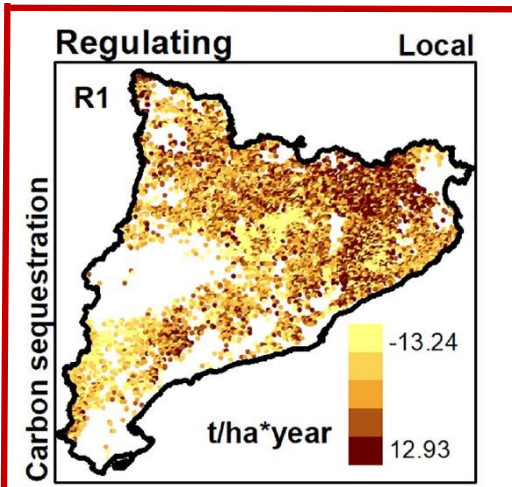 Regulating
Local
R1
Carbon sequestration
-13.24
t/ha*year
12.93